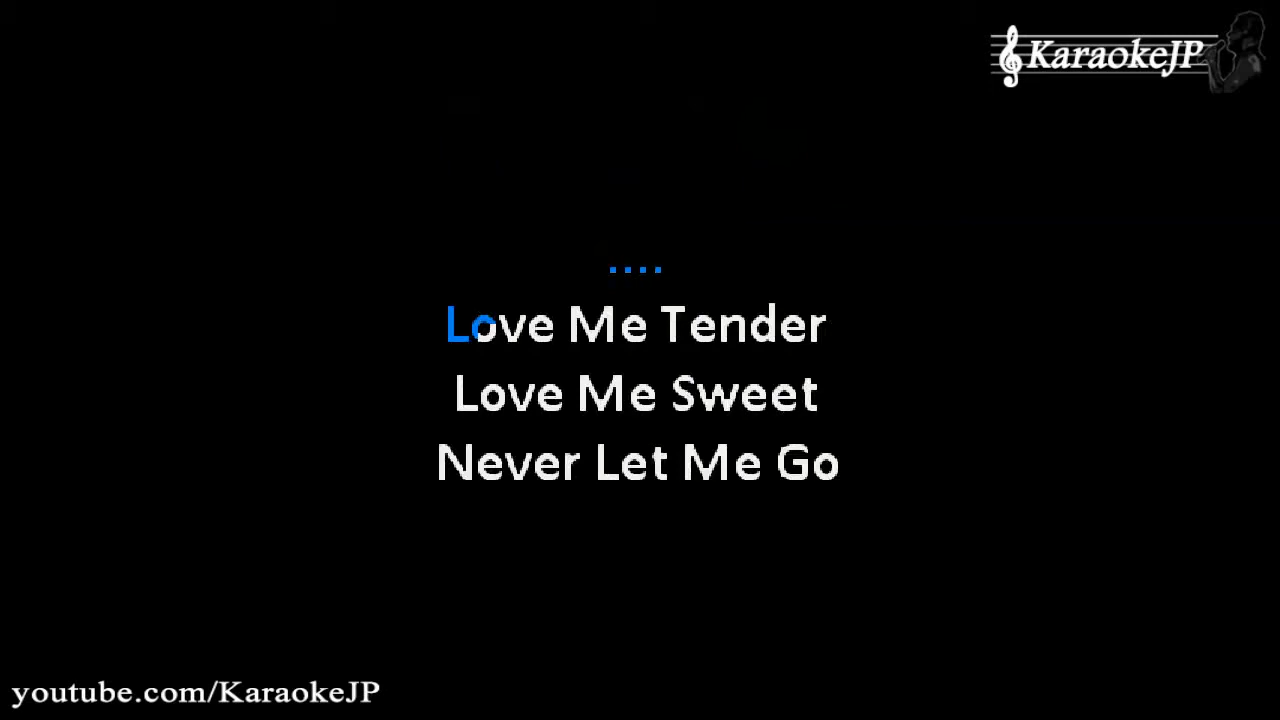 KaraokeJP
....
Love Me Tender
Love Me Sweet
Never Let Me Go
youtube.com/KaraokeJP